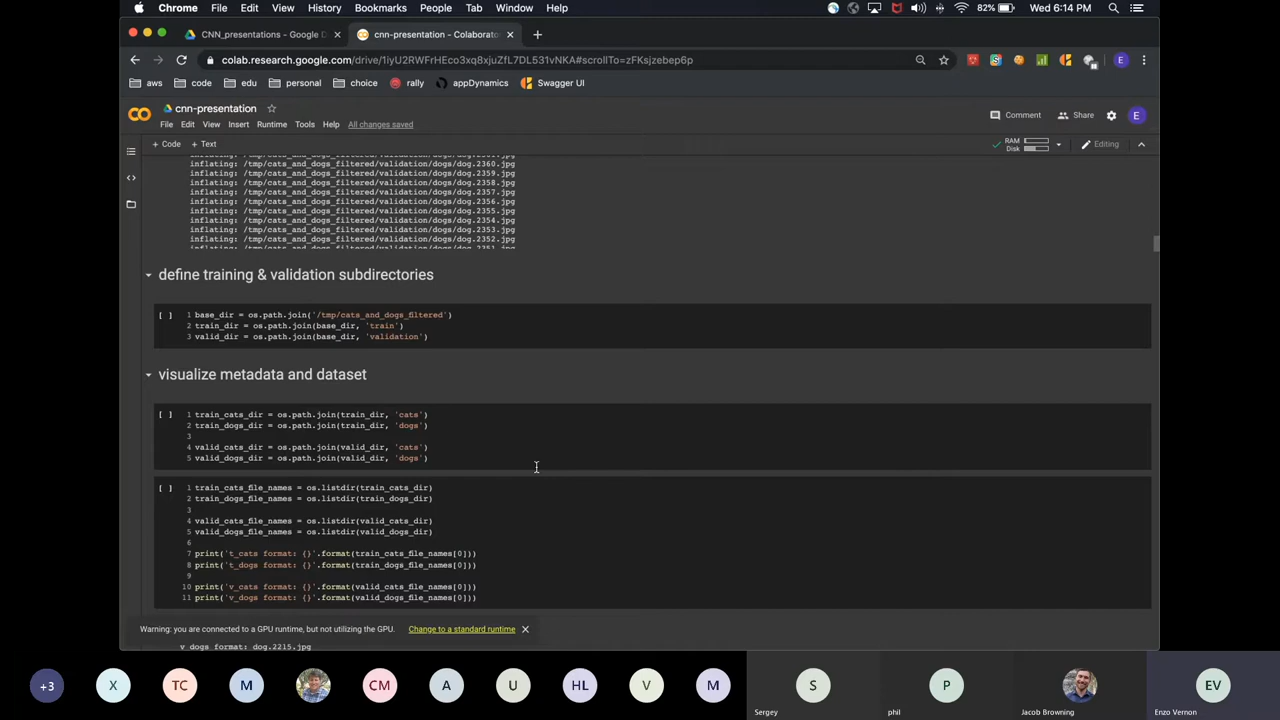 Chrome File Edit View History Bookmarks People Tab Window Help 82% Wed 6:14 PM
CNN_presentations - Google D cnn-presentation - Colaborato
colab.research.google.com/drive/1iyU2RWFrHEco3xq8xjuZfL7DL531vNKA#scrollTo=zFKsjzebep6p E
aws code edu personal choice rally appDynamics Swagger UI
cnn-presentation
File Edit View Insert Runtime Tools Help All changes saved Comment Share E
+ Code + Text RAM Disk Editing
inflating: /tmp/cats_and_dogs_filtered/validation/dogs/dog.2360.jpg
inflating: /tmp/cats_and_dogs_filtered/validation/dogs/dog.2359.jpg
inflating: /tmp/cats_and_dogs_filtered/validation/dogs/dog.2358.jpg
inflating: /tmp/cats_and_dogs_filtered/validation/dogs/dog.2357.jpg
inflating: /tmp/cats_and_dogs_filtered/validation/dogs/dog.2356.jpg
inflating: /tmp/cats_and_dogs_filtered/validation/dogs/dog.2355.jpg
inflating: /tmp/cats_and_dogs_filtered/validation/dogs/dog.2354.jpg
inflating: /tmp/cats_and_dogs_filtered/validation/dogs/dog.2353.jpg
inflating: /tmp/cats_and_dogs_filtered/validation/dogs/dog.2352.jpg
inflating: /tmp/cats_and_dogs_filtered/validation/dogs/dog.2351.jpg
define training & validation subdirectories
[ ] 1 base_dir = os.path.join('/tmp/cats_and_dogs_filtered')
2 train_dir = os.path.join(base_dir, 'train')
3 valid_dir = os.path.join(base_dir, 'validation')
visualize metadata and dataset
[ ] 1 train_cats_dir = os.path.join(train_dir, 'cats')
2 train_dogs_dir = os.path.join(train_dir, 'dogs')
3
4 valid_cats_dir = os.path.join(valid_dir, 'cats')
5 valid_dogs_dir = os.path.join(valid_dir, 'dogs')
[ ] 1 train_cats_file_names = os.listdir(train_cats_dir)
2 train_dogs_file_names = os.listdir(train_dogs_dir)
3
4 valid_cats_file_names = os.listdir(valid_cats_dir)
5 valid_dogs_file_names = os.listdir(valid_dogs_dir)
6
7 print('t_cats format: {}'.format(train_cats_file_names[0]))
8 print('t_dogs format: {}'.format(train_dogs_file_names[0]))
9
10 print('v_cats format: {}'.format(valid_cats_file_names[0]))
11 print('v_dogs format: {}'.format(valid_dogs_file_names[0]))
Warning: you are connected to a GPU runtime, but not utilizing the GPU. Change to a standard runtime
v_dogs format: dog.2215.jpg
+3 X TC M CM A U HL V M S P EV
Sergey phil Jacob Browning Enzo Vernon